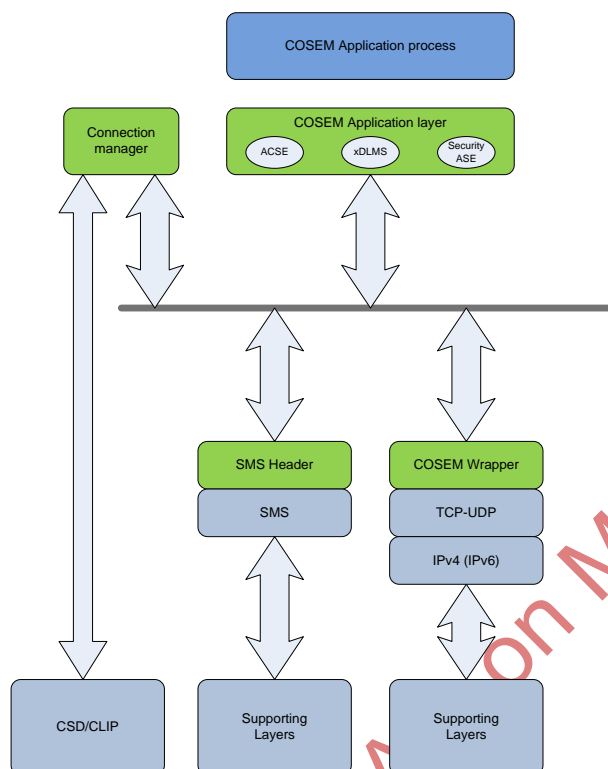 COSEM Application process
COSEM Application layer
ACSE
xDLMS
Security
ASE
Connection
manager
SMS Header
SMS
COSEM Wrapper
TCP-UDP
IPv4 (IPv6)
CSD/CLIP
Supporting
Layers
Supporting
Layers
on